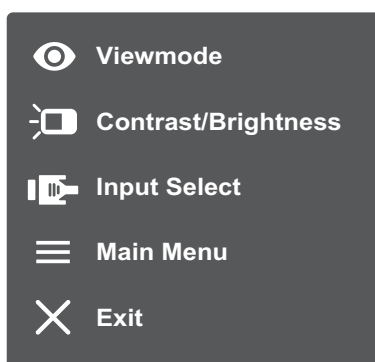 Viewmode
Contrast/Brightness
Input Select
Main Menu
Exit